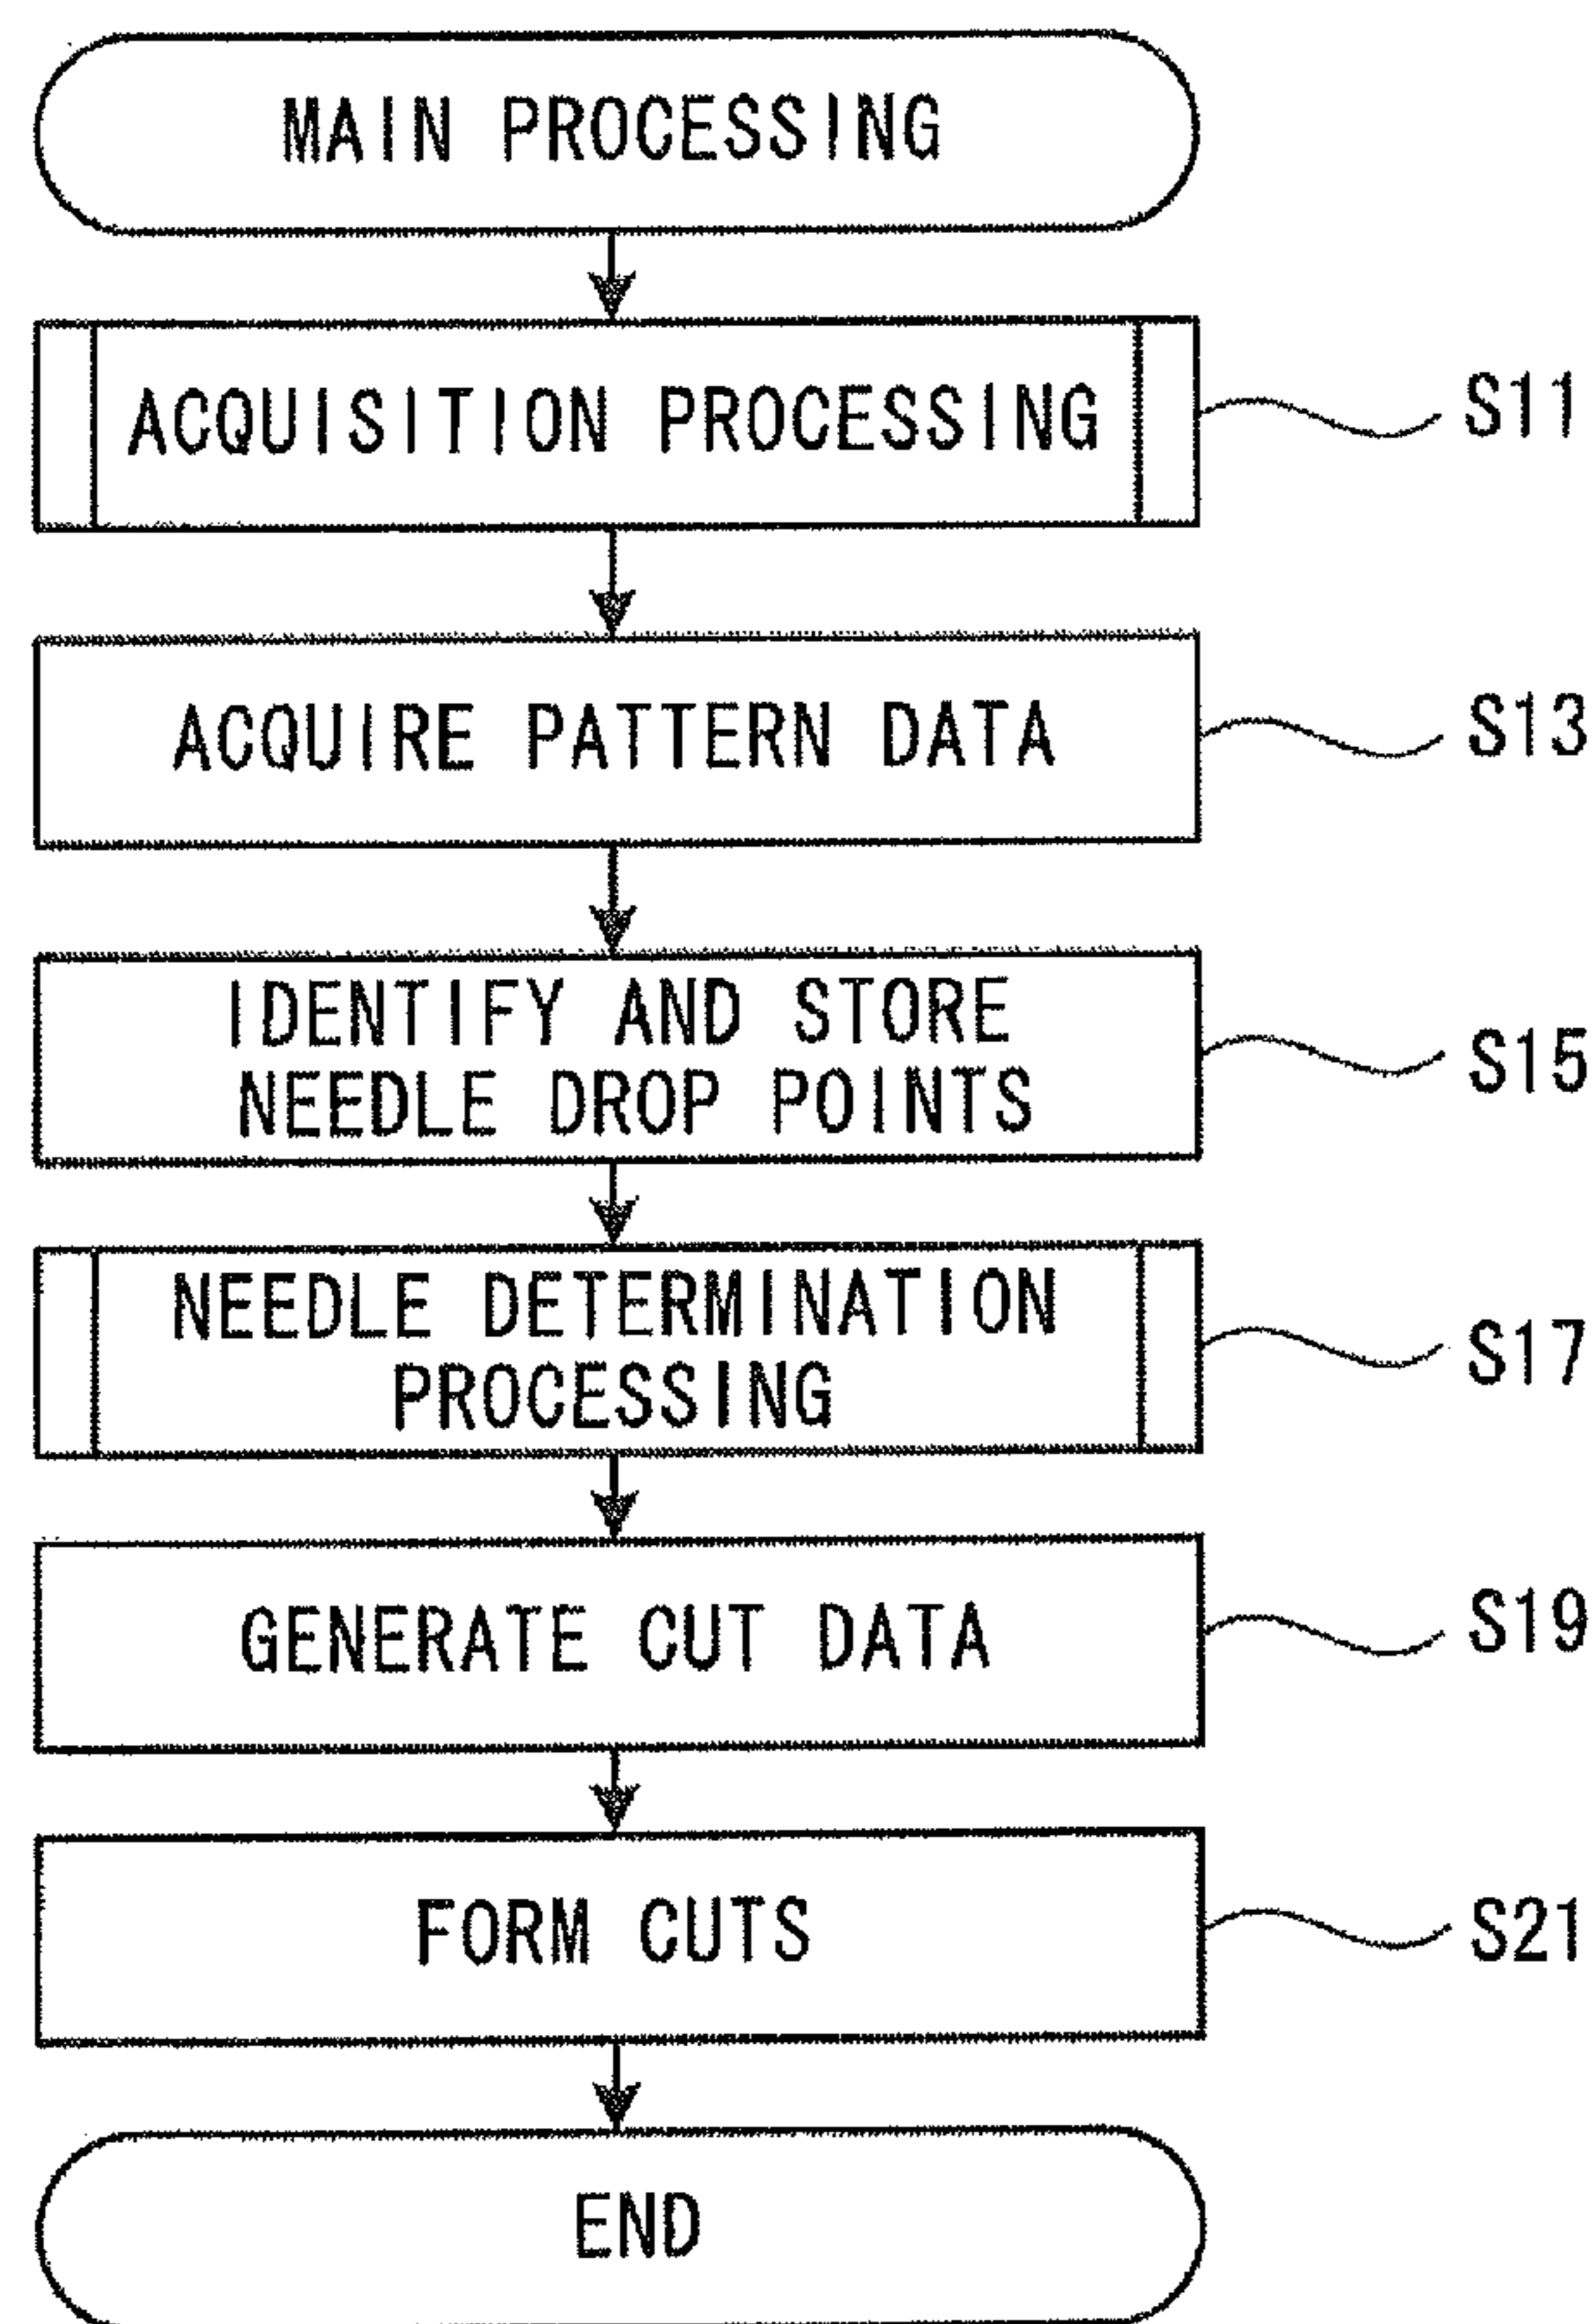 MAIN PROCESSING
ACQUISITION PROCESSING
S11
ACQUIRE PATTERN DATA
S13
IDENTIFY AND STORE
NEEDLE DROP POINTS
S15
NEEDLE DETERMINATION
PROCESSING
S17
GENERATE CUT DATA
S19
FORM CUTS
S21
END